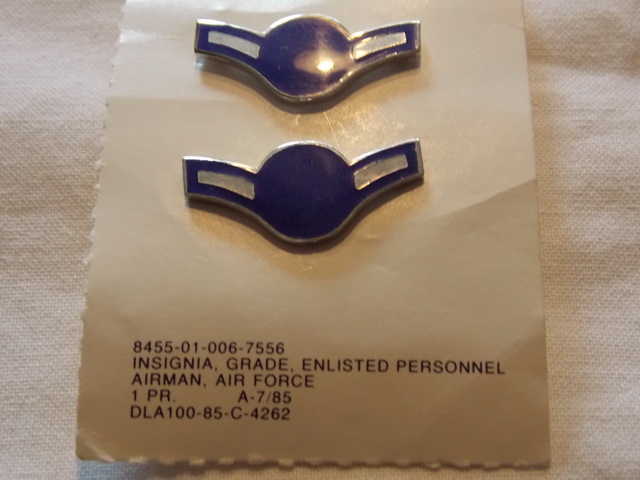 8455-01-006-7556
INSIGNIA, GRADE, ENLISTED PERSONNEL
AIRMAN, AIR FORCE
1 PR. A-7/85
DLA100-85-C-4262